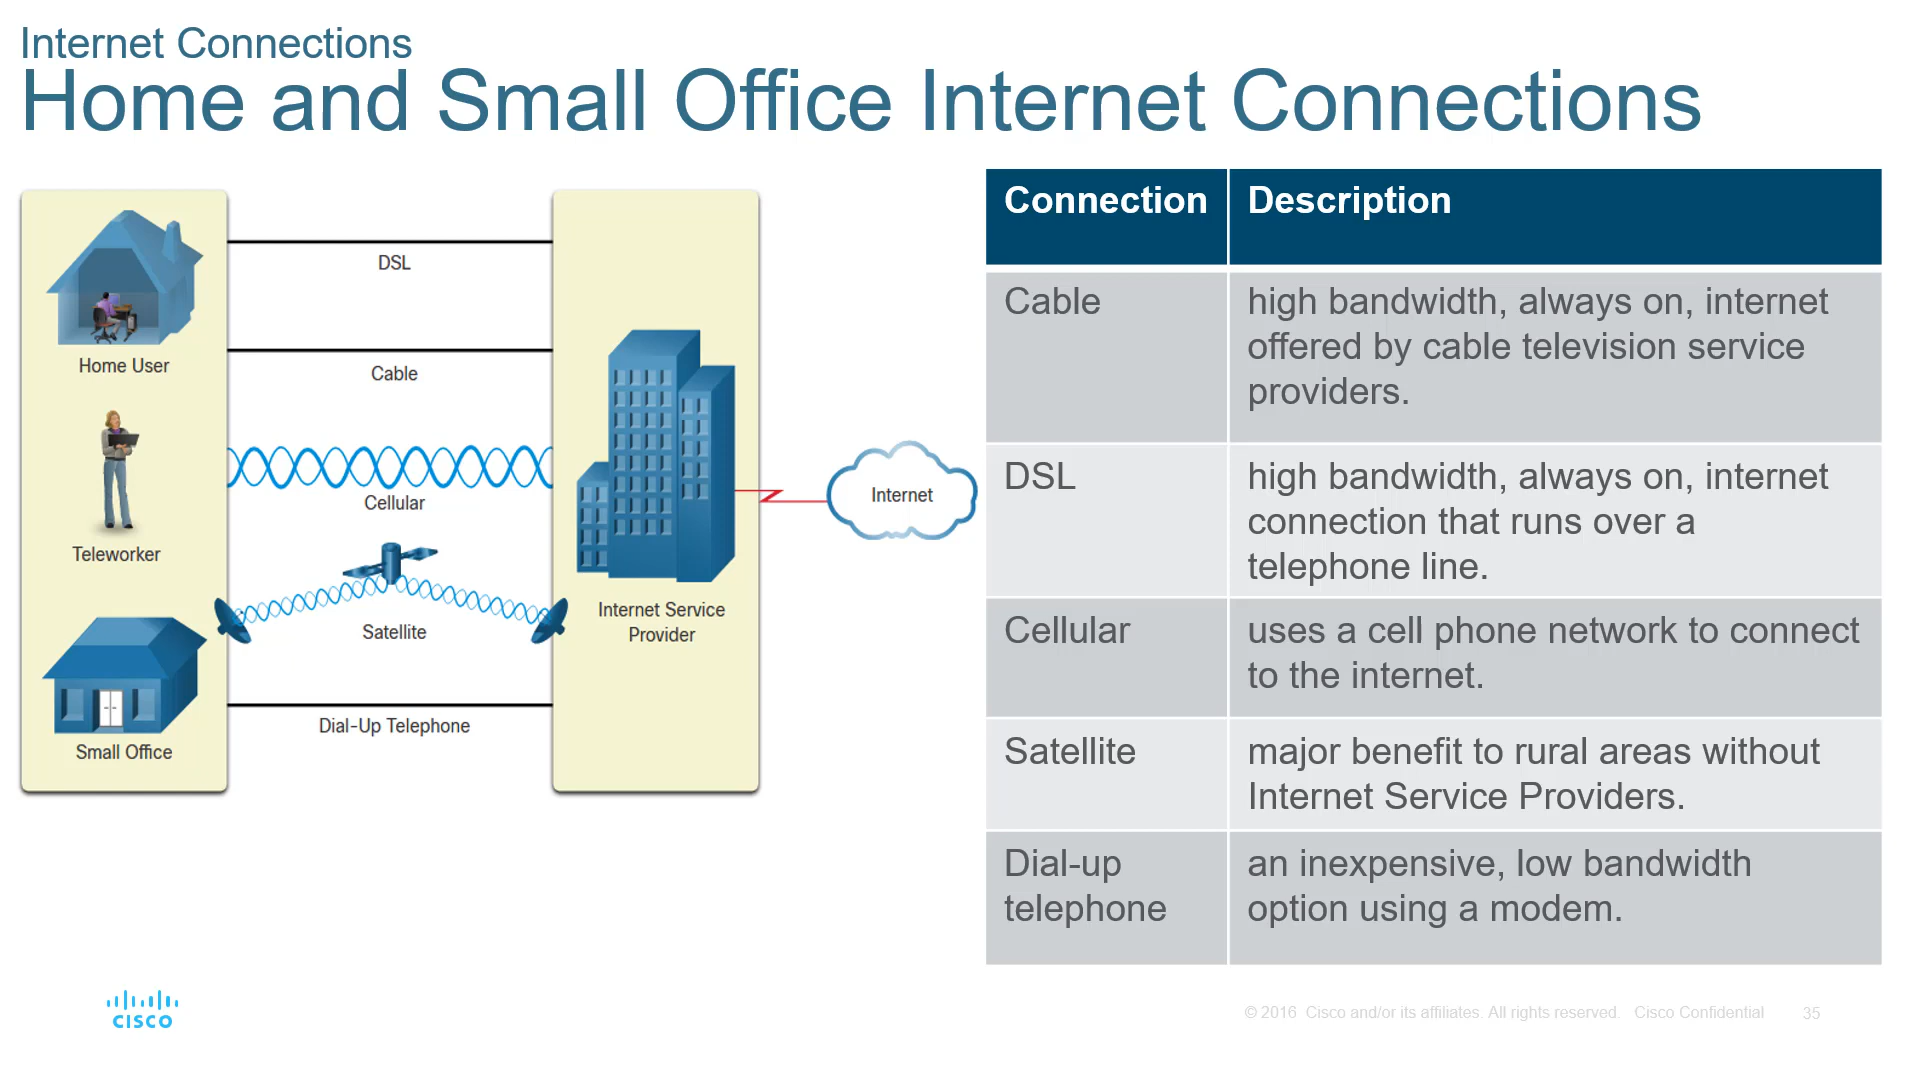 Internet Connections
Home and Small Office Internet Connections
DSL
Home User
Cable
Cellular
Teleworker
Satellite
Small Office
Dial-Up Telephone
Internet Service
Provider
Internet
Connection Description
Cable high bandwidth, always on, internet
offered by cable television service
providers.
DSL high bandwidth, always on, internet
connection that runs over a
telephone line.
Cellular uses a cell phone network to connect
to the internet.
Satellite major benefit to rural areas without
Internet Service Providers.
Dial-up an inexpensive, low bandwidth
telephone option using a modem.
CISCO
© 2016 Cisco and/or its affiliates. All rights reserved. Cisco Confidential 35